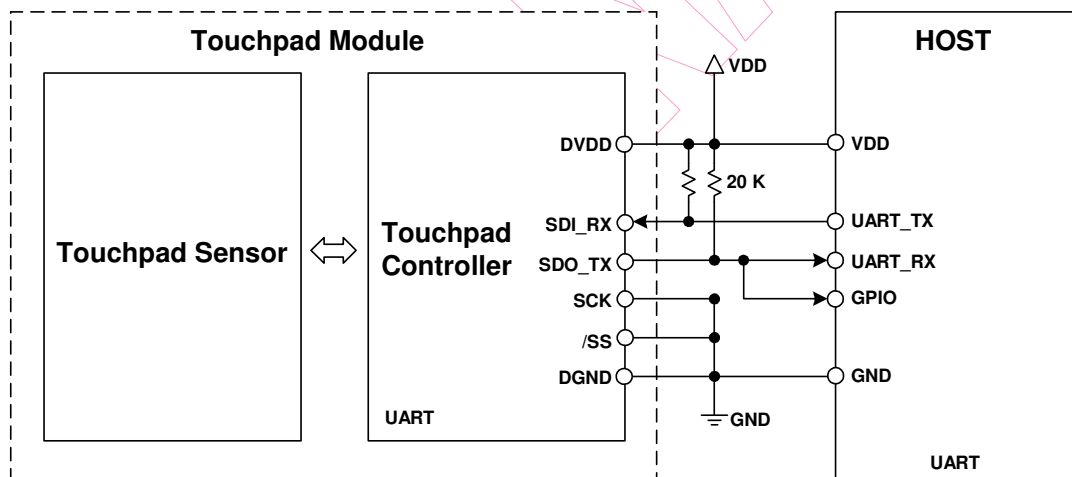 Touchpad Module
HOST
VDD
DVDD
VDD
20 K
SDI_RX
UART_TX
Touchpad Sensor
Touchpad
Controller
SDO_TX
UART_RX
SCK
GPIO
/SS
DGND
GND
UART
GND
UART